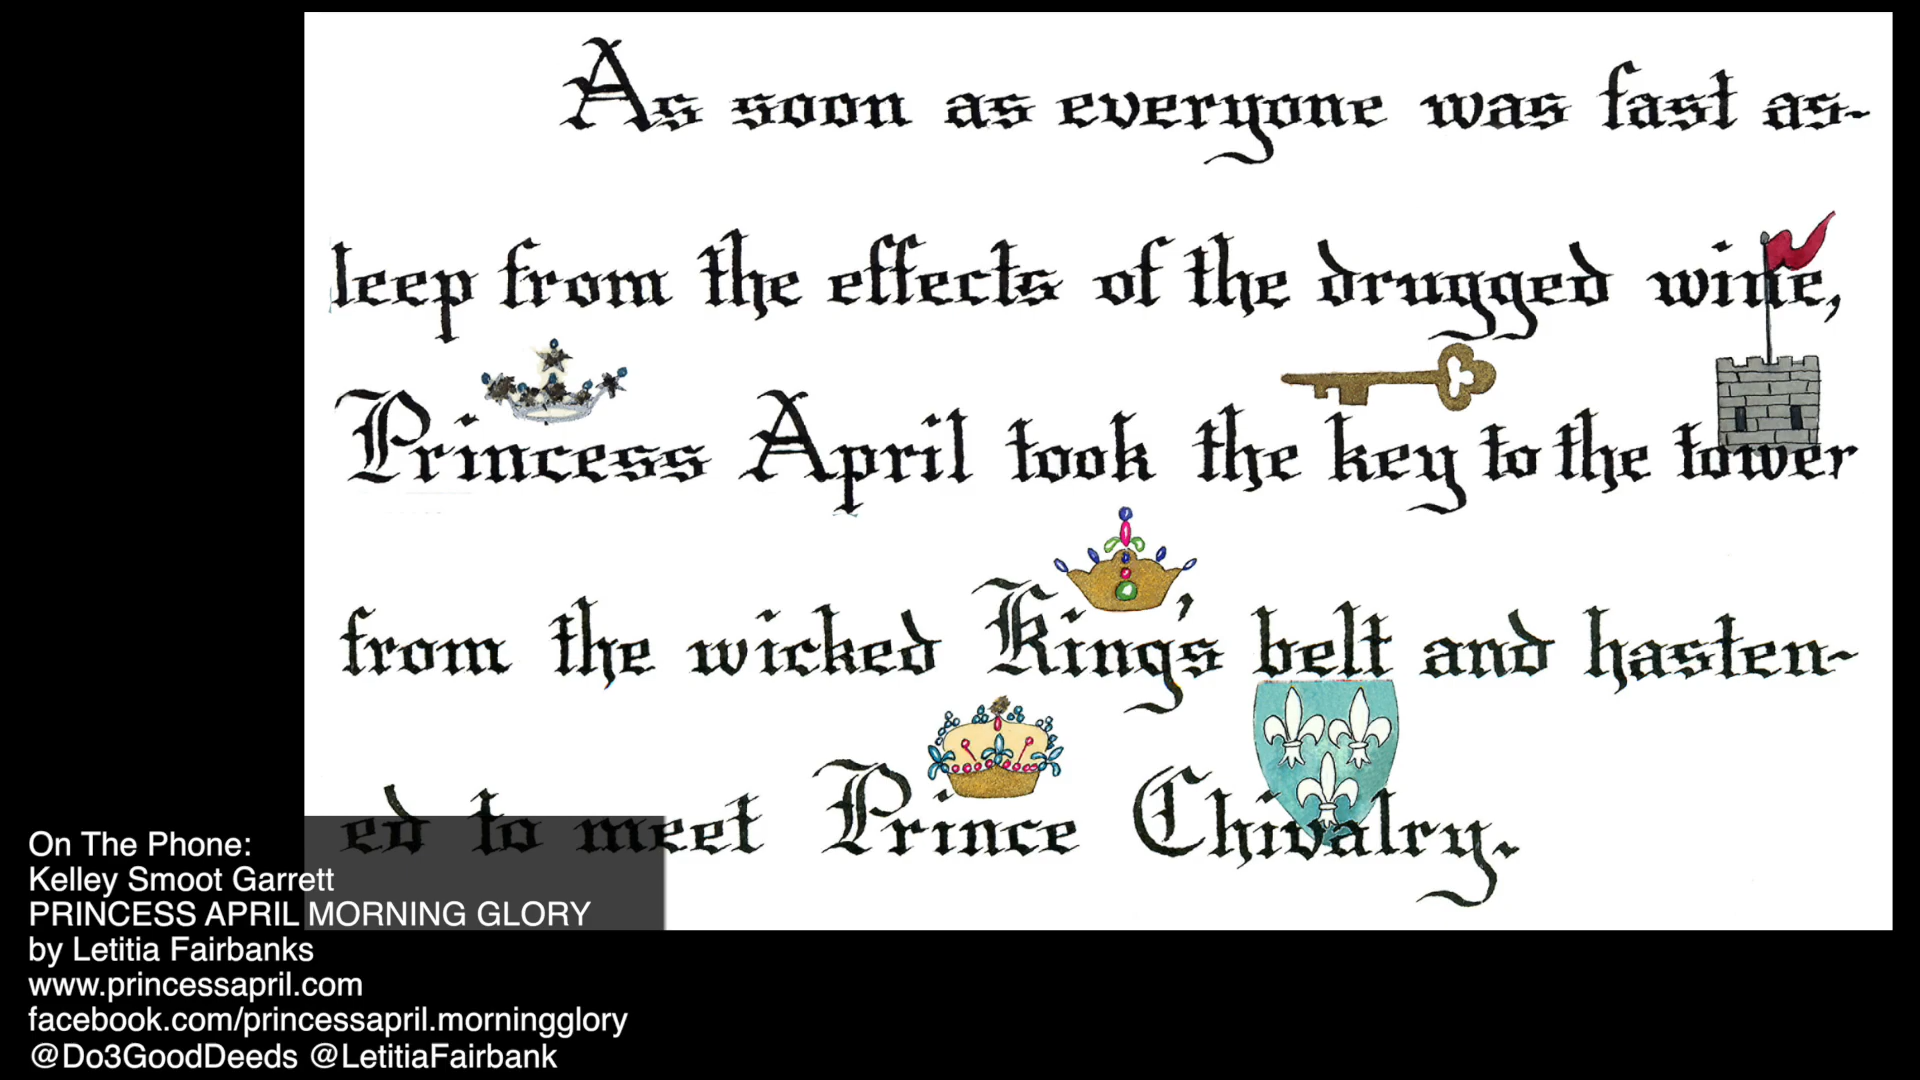 As soon as everyone was fast as-
leep from the effects of the drugged wine,
Princess April took the key to the tower
from the wicked King's belt and hasten-
ed to meet Prince Chivalry.
On The Phone:
Kelley Smoot Garrett
PRINCESS APRIL MORNING GLORY
by Letitia Fairbanks
www.princessapril.com
facebook.com/princessapril.morningglory
@Do3GoodDeeds @LetitiaFairbank